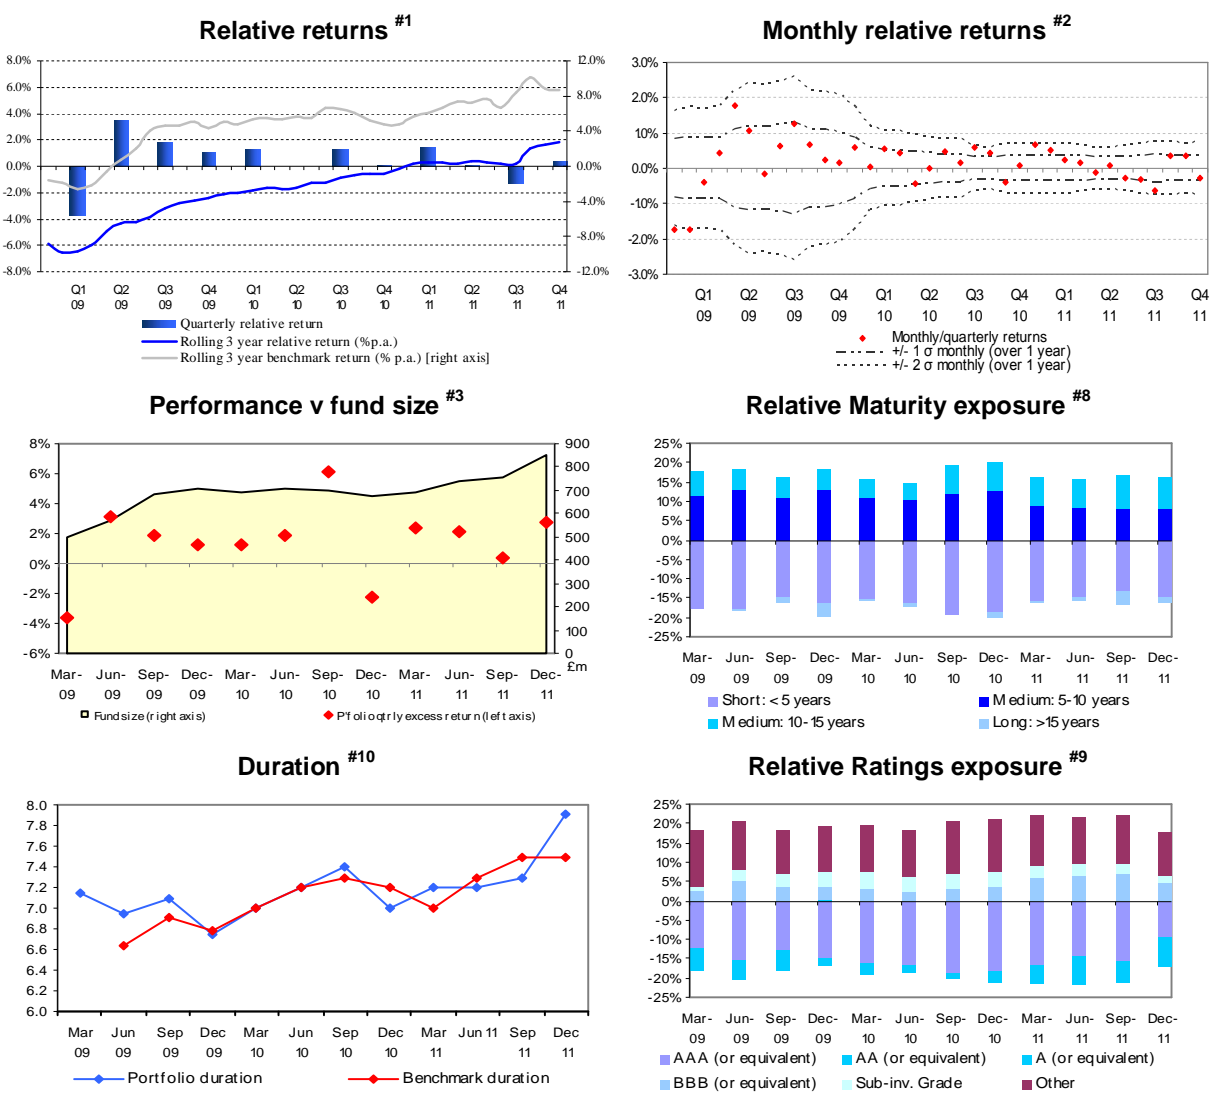 Relative returns #1
8.0%
6.0%
4.0%
2.0%
0.0%
-2.0%
-4.0%
-6.0%
-8.0%
12.0%
8.0%
4.0%
0.0%
-4.0%
-8.0%
-12.0%
Q1 Q2 Q3 Q4 Q1 Q2 Q3 Q4 Q1 Q2 Q3 Q4
09 09 09 09 10 10 10 10 11 11 11 11
Quarterly relative return
Rolling 3 year relative return (%p.a.)
Rolling 3 year benchmark return (% p.a.) [right axis]
Monthly relative returns #2
3.0%
2.0%
1.0%
0.0%
-1.0%
-2.0%
-3.0%
Q1 Q2 Q3 Q4 Q1 Q2 Q3 Q4 Q1 Q2 Q3 Q4
09 09 09 09 10 10 10 10 11 11 11 11
Monthly/quarterly returns
+/- 1 σ monthly (over 1 year)
+/- 2 σ monthly (over 1 year)
Performance v fund size #3
8%
6%
4%
2%
0%
-2%
-4%
-6%
900
800
700
600
500
400
300
200
100
0
£m
Mar- Jun- Sep- Dec- Mar- Jun- Sep- Dec- Mar- Jun- Sep- Dec-
09 09 09 09 10 10 10 10 11 11 11 11
Fund size (right axis)
P'folio qtrly excess return (left axis)
Relative Maturity exposure #8
25%
20%
15%
10%
5%
0%
-5%
-10%
-15%
-20%
-25%
Mar- Jun- Sep- Dec- Mar- Jun- Sep- Dec- Mar- Jun- Sep- Dec-
09 09 09 09 10 10 10 10 11 11 11 11
Short: < 5 years
Medium: 5-10 years
Medium: 10-15 years
Long: >15 years
Duration #10
8.0
7.8
7.6
7.4
7.2
7.0
6.8
6.6
6.4
6.2
6.0
Mar Jun Sep Dec Mar Jun Sep Dec Mar Jun 11 Sep Dec
09 09 09 09 10 10 10 10 11 11 11
Portfolio duration
Benchmark duration
Relative Ratings exposure #9
25%
20%
15%
10%
5%
0%
-5%
-10%
-15%
-20%
-25%
Mar- Jun- Sep- Dec- Mar- Jun- Sep- Dec- Mar- Jun- Sep- Dec-
09 09 09 09 10 10 10 10 11 11 11 11
AAA (or equivalent)
AA (or equivalent)
A (or equivalent)
BBB (or equivalent)
Sub-inv. Grade
Other